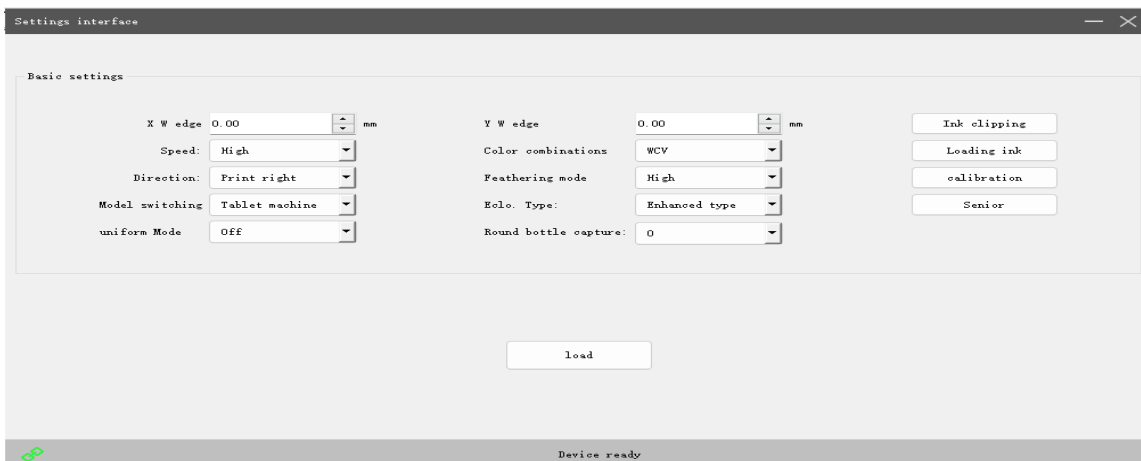 Settings interface
Basic settings
X W edge 0.00 mm Y W edge 0.00 mm Ink clipping
Speed: High Color combinations WCV Loading ink
Direction: Print right Feathering mode High calibration
Model switching Tablet machine Eclo. Type: Enhanced type Senior
uniform Mode Off Round bottle capture: 0
load
Device ready